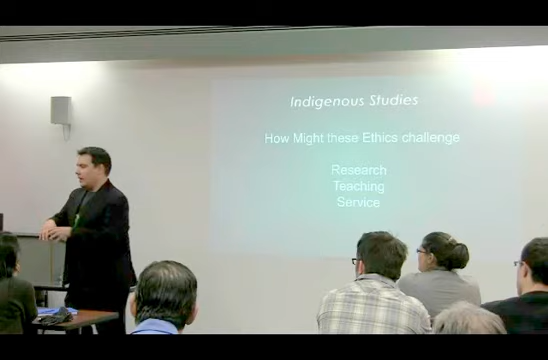 Indigenous Studies
How Might these Ethics challenge
Research
Teaching
Service